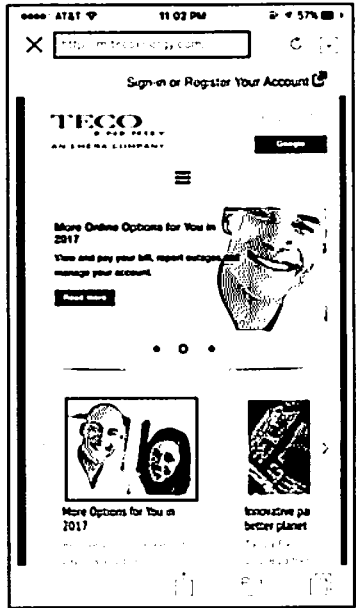 AT&T 11:02 PM 57%
Sign-in or Register Your Account
TECO
AN EMERA COMPANY
Google
More Online Options for You in
2017
View and pay your bill, report outages, and
manage your account.
Read more
More Options for You in
2017
Innovative pa
better planet